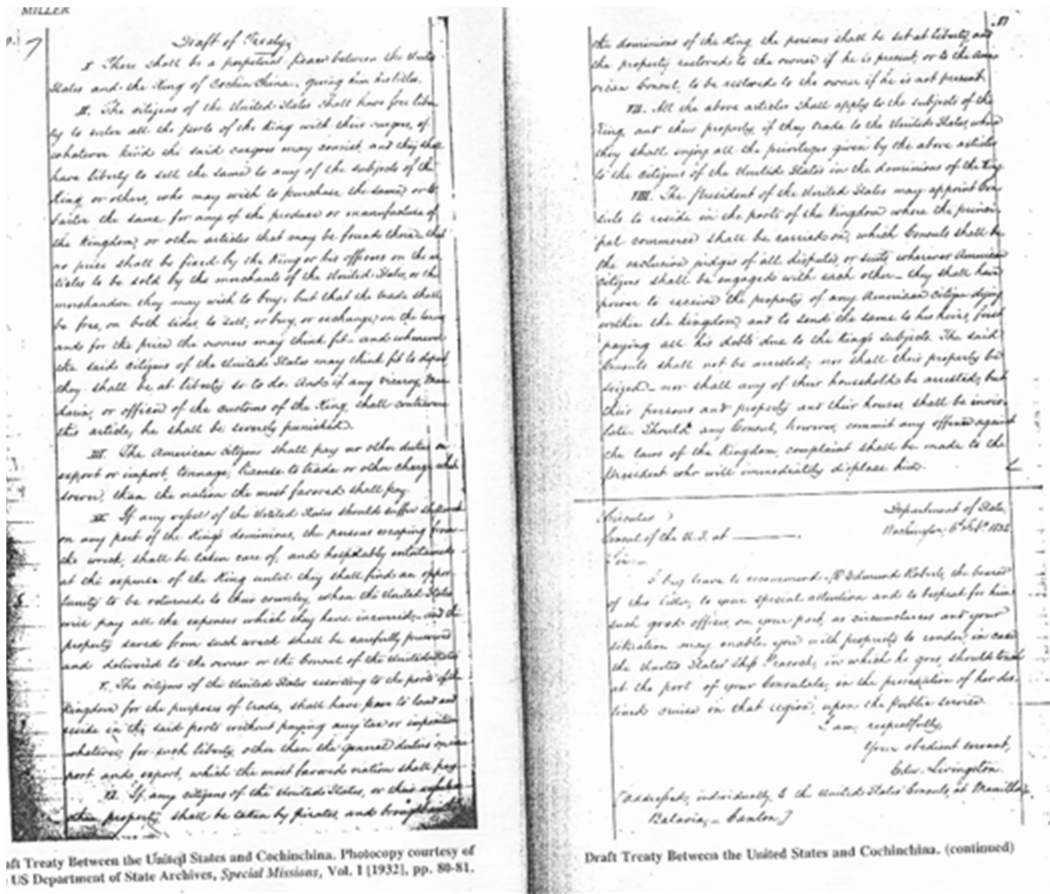 MILLER
7
Draft of Treaty.
I. There shall be a perpetual peace between the United
States and the King of Cochin China, giving him his titles.
II. The citizens of the United States shall have free liber
ty to enter all the ports of the King with their cargoes, of
whatever kind the said cargoes may consist, and they shall
have liberty to sell the same to any of the subjects of the
King or others, who may wish to purchase the same, or to
barter the same for any of the produce or manufacture of
the Kingdom, or other articles that may be found there, that
no price shall be fixed by the King or his officers on the ar
ticles to be sold by the merchants of the United States, or the
merchandise they may wish to buy, but that the trade shall
be free, on both sides, to sell, or buy, or exchange, on the terms
and for the price the owners may think fit and whenever
the said citizens of the United States may think fit to depart
they shall be at liberty so to do. And if any viceroy, Man
darin, or officer of the customs of the King, shall contravene
this article, he shall be severely punished.
III. The American citizens shall pay no other duties on
export or import, tonnage, license to trade or other charge what
soever, than the nation the most favored shall pay.
IV. If any vessel of the United States should suffer shipwreck
on any part of the King's dominions, the persons escaping from
the wreck, shall be taken care of, and hospitably entertained
at the expense of the King until they shall find an oppor
tunity to be returned to their country, when the United States
will pay all the expenses which they have incurred; and the
property saved from such wreck shall be carefully preserved
and delivered to the owner or the Consul of the United States
V. The citizens of the United States resorting to the ports of the
Kingdom for the purposes of trade, shall have leave to land and
reside in the said ports without paying any tax or imposition
whatever, for such liberty, other than the general duties on im
port and export, which the most favored nation shall pay.
VI. If any citizens of the United States, or their
property shall be taken by pirates, and brought
the dominions of the King the persons shall be set at liberty, and
the property restored to the owner if he is present, or to the Ame
rican Consul, to be restored to the owner if he is not present.
VII. All the above articles shall apply to the subjects of the
King and their property, if they trade to the United States, where
they shall enjoy all the privileges given by the above articles
to the citizens of the United States in the dominions of the King
VIII. The President of the United States may appoint Con
suls to reside in the ports of the Kingdom where the princi
pal commerce shall be carried on, which Consuls shall be
the exclusive judges of all disputes, or suits wherever American
citizens shall be engaged with each other— they shall have
power to receive the property of any American citizen dying
within the Kingdom, and to send the same to his heirs, first
paying all his debts due to the King's subjects. The said
Consuls shall not be arrested, nor shall their property be
seized— nor shall any of their household be arrested, but
their persons and property and their houses shall be invio
late. Should any Consul, however, commit any offence against
the laws of the Kingdom, complaint shall be made to the
President who will immediately displace him.
Circular Department of State,
Consul of the U.S. at ——— Washington, Feb. 1832
Sir:—
I beg leave to recommend Mr Edmund Roberts, the bearer
of this letter, to your special attention and to bespeak for him
such good offices, on your part, as circumstances and your
situation may enable you with propriety to render, in case
the United States' Ship Peacock, in which he goes, should touch
at the port of your Consulate, in the prosecution of her des
tined cruise in that region, upon the Public service.
I am, respectfully
Your obedient servant,
Edw. Livingston.
[Addressed, individually, to the United States Consuls, at Manilla,
Batavia, — Canton]
aft Treaty Between the United States and Cochinchina. Photocopy courtesy of
US Department of State Archives, Special Missions, Vol. I [1932], pp. 80-81.
Draft Treaty Between the United States and Cochinchina. (continued)